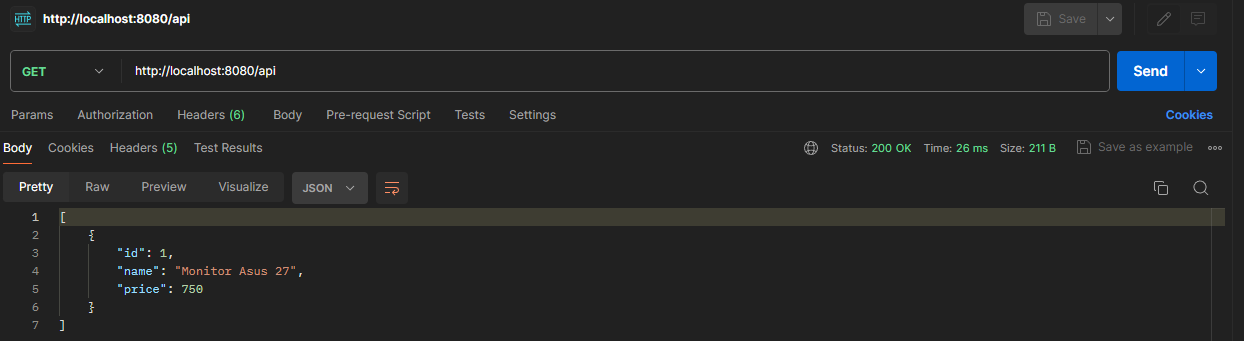 HTTP http://localhost:8080/api Save
GET http://localhost:8080/api Send
Params Authorization Headers (6) Body Pre-request Script Tests Settings Cookies
Body Cookies Headers (5) Test Results Status: 200 OK Time: 26 ms Size: 211 B Save as example
Pretty Raw Preview Visualize JSON
1 [
2 {
3 "id": 1,
4 "name": "Monitor Asus 27",
5 "price": 750
6 }
7 ]